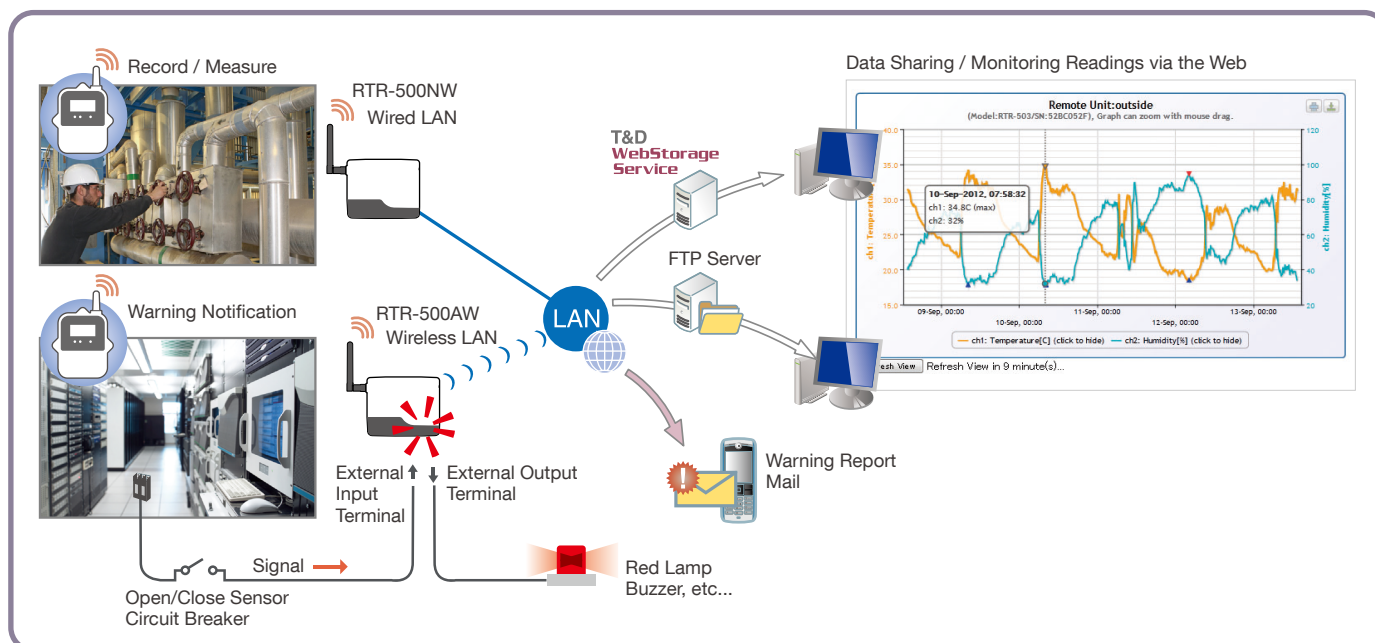 Record / Measure
RTR-500NW
Wired LAN
Warning Notification
RTR-500AW
Wireless LAN
External
Input
Terminal
External Output
Terminal
Signal
Open/Close Sensor
Circuit Breaker
Red Lamp
Buzzer, etc...
LAN
T&D
WebStorage
Service
FTP Server
Warning Report
Mail
Data Sharing / Monitoring Readings via the Web
Remote Unit:outside
(Model:RTR-503/SN:52BC052F), Graph can zoom with mouse drag.
40.0
35.0
30.0
25.0
20.0
15.0
ch1: Temperature
10-Sep-2012, 07:58:32
ch1: 34.8C (max)
ch2: 32%
120
100
80
60
40
20
ch2: Humidity[%]
09-Sep, 00:00
10-Sep, 00:00
11-Sep, 00:00
12-Sep, 00:00
13-Sep, 00:00
ch1: Temperature[C] (click to hide) ch2: Humidity[%] (click to hide)
esh View Refresh View in 9 minute(s)...